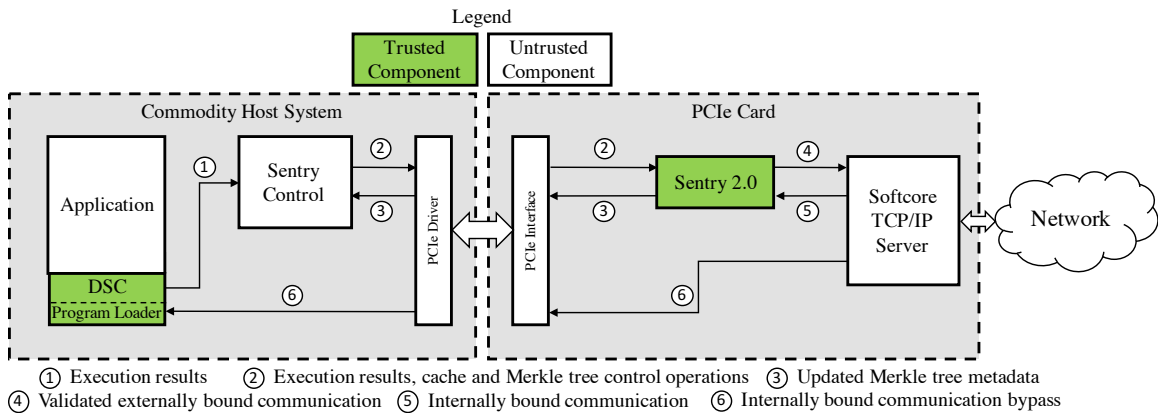 Legend
Trusted
Component
Untrusted
Component
Commodity Host System
PCIe Card
Application
DSC
Program Loader
①
Sentry
Control
②
③
PCIe Driver
⑥
PCIe Interface
②
③
Sentry 2.0
④
⑤
Softcore
TCP/IP
Server
⑥
Network
① Execution results ② Execution results, cache and Merkle tree control operations ③ Updated Merkle tree metadata
④ Validated externally bound communication ⑤ Internally bound communication ⑥ Internally bound communication bypass